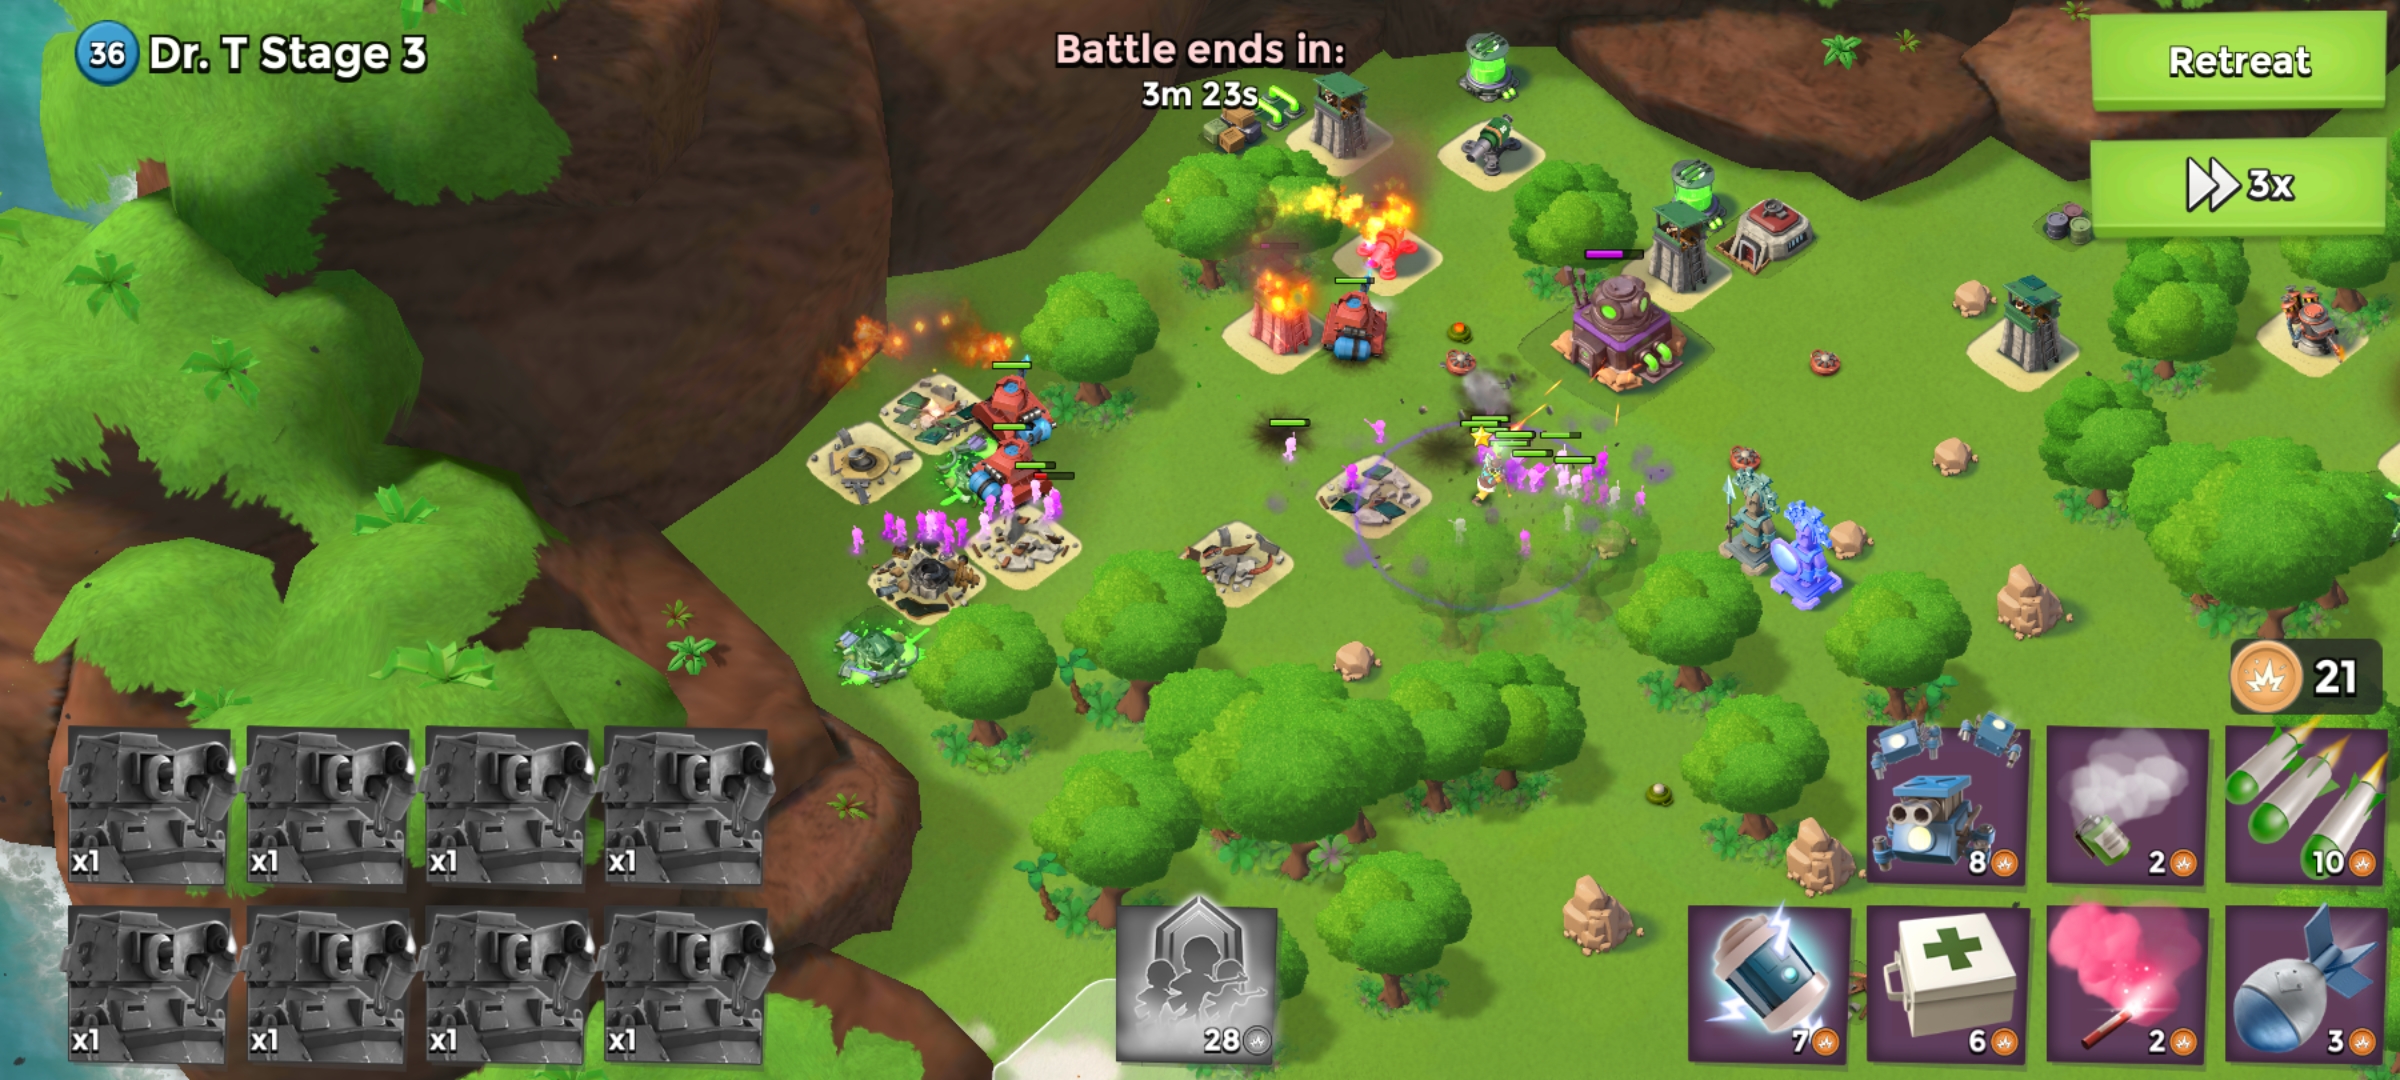 36 Dr. T Stage 3
Battle ends in:
3m 23s
Retreat
3x
21
x1 x1 x1 x1
8 2 10
x1 x1 x1 x1
28
7 6 2 3